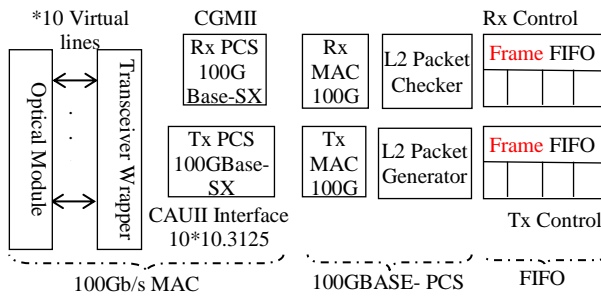 *10 Virtual
lines
CGMII
Rx Control
Optical Module
Transceiver Wrapper
Rx PCS
100G
Base-SX
Rx
MAC
100G
L2 Packet
Checker
Frame FIFO
Tx PCS
100GBase-
SX
Tx
MAC
100G
L2 Packet
Generator
Frame FIFO
CAUII Interface
10*10.3125
Tx Control
100Gb/s MAC
100GBASE- PCS
FIFO